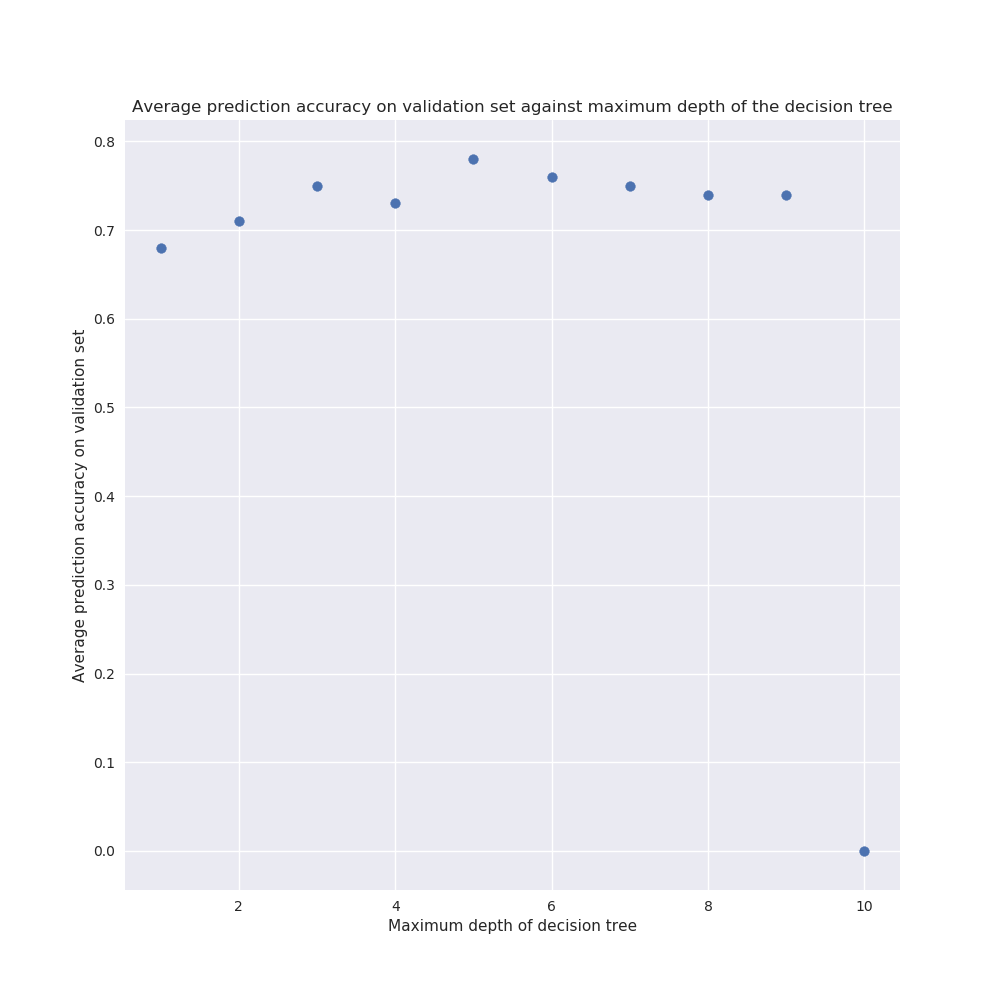 Average prediction accuracy on validation set against maximum depth of the decision tree
0.8
0.7
0.6
0.5
0.4
0.3
0.2
0.1
0.0
Average prediction accuracy on validation set
2 4 6 8 10
Maximum depth of decision tree